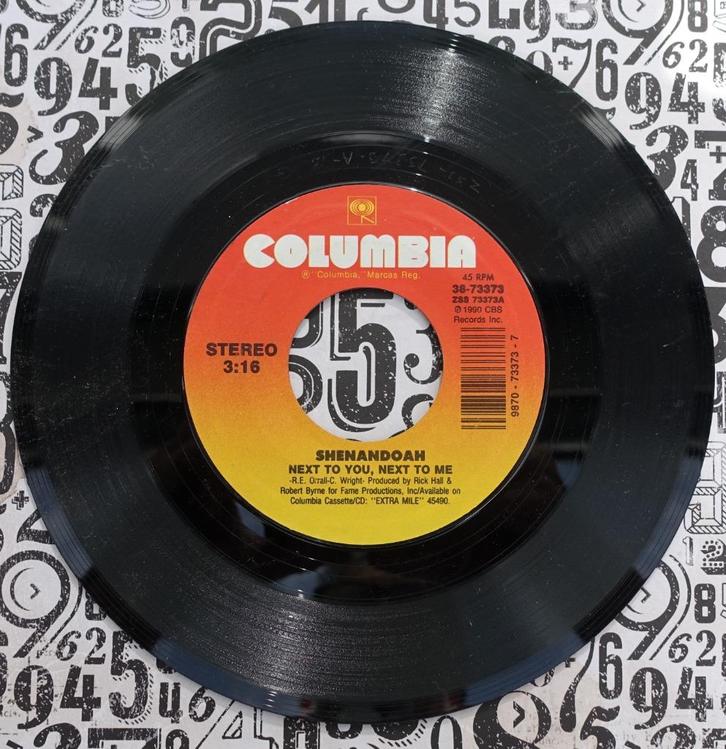 COLUMBIA
® "Columbia," Marcas Reg.
45 RPM
38-73373
ZSS 73373A
℗ 1990 CBS
Records Inc.
STEREO
3:16
9870 - 73373 - 7
SHENANDOAH
NEXT TO YOU, NEXT TO ME
-R.E. Orrall-C. Wright- Produced by Rick Hall &
Robert Byrne for Fame Productions, Inc/Available on
Columbia Cassette/CD: "EXTRA MILE" 45490.